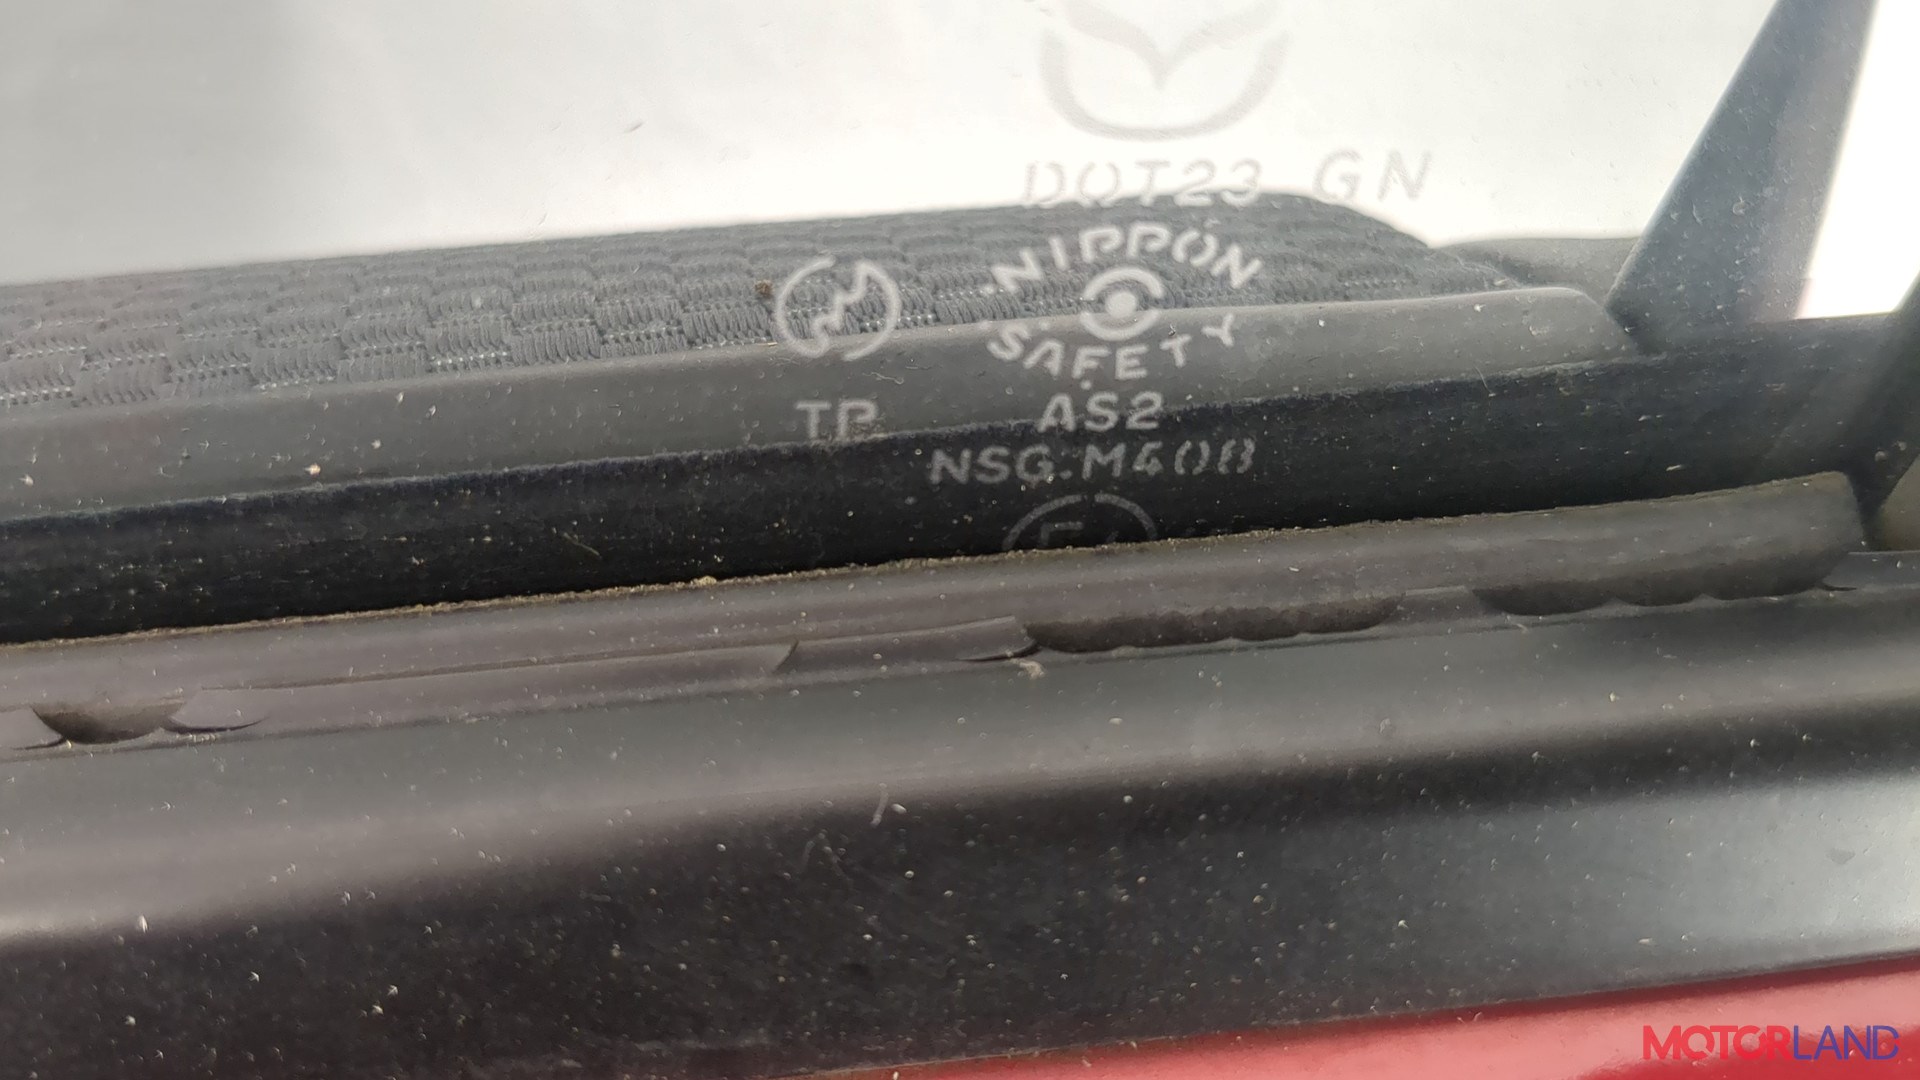 DOT23 GN
NIPPON
SAFETY
TP
AS2
NSG.M408
MOTORLAND